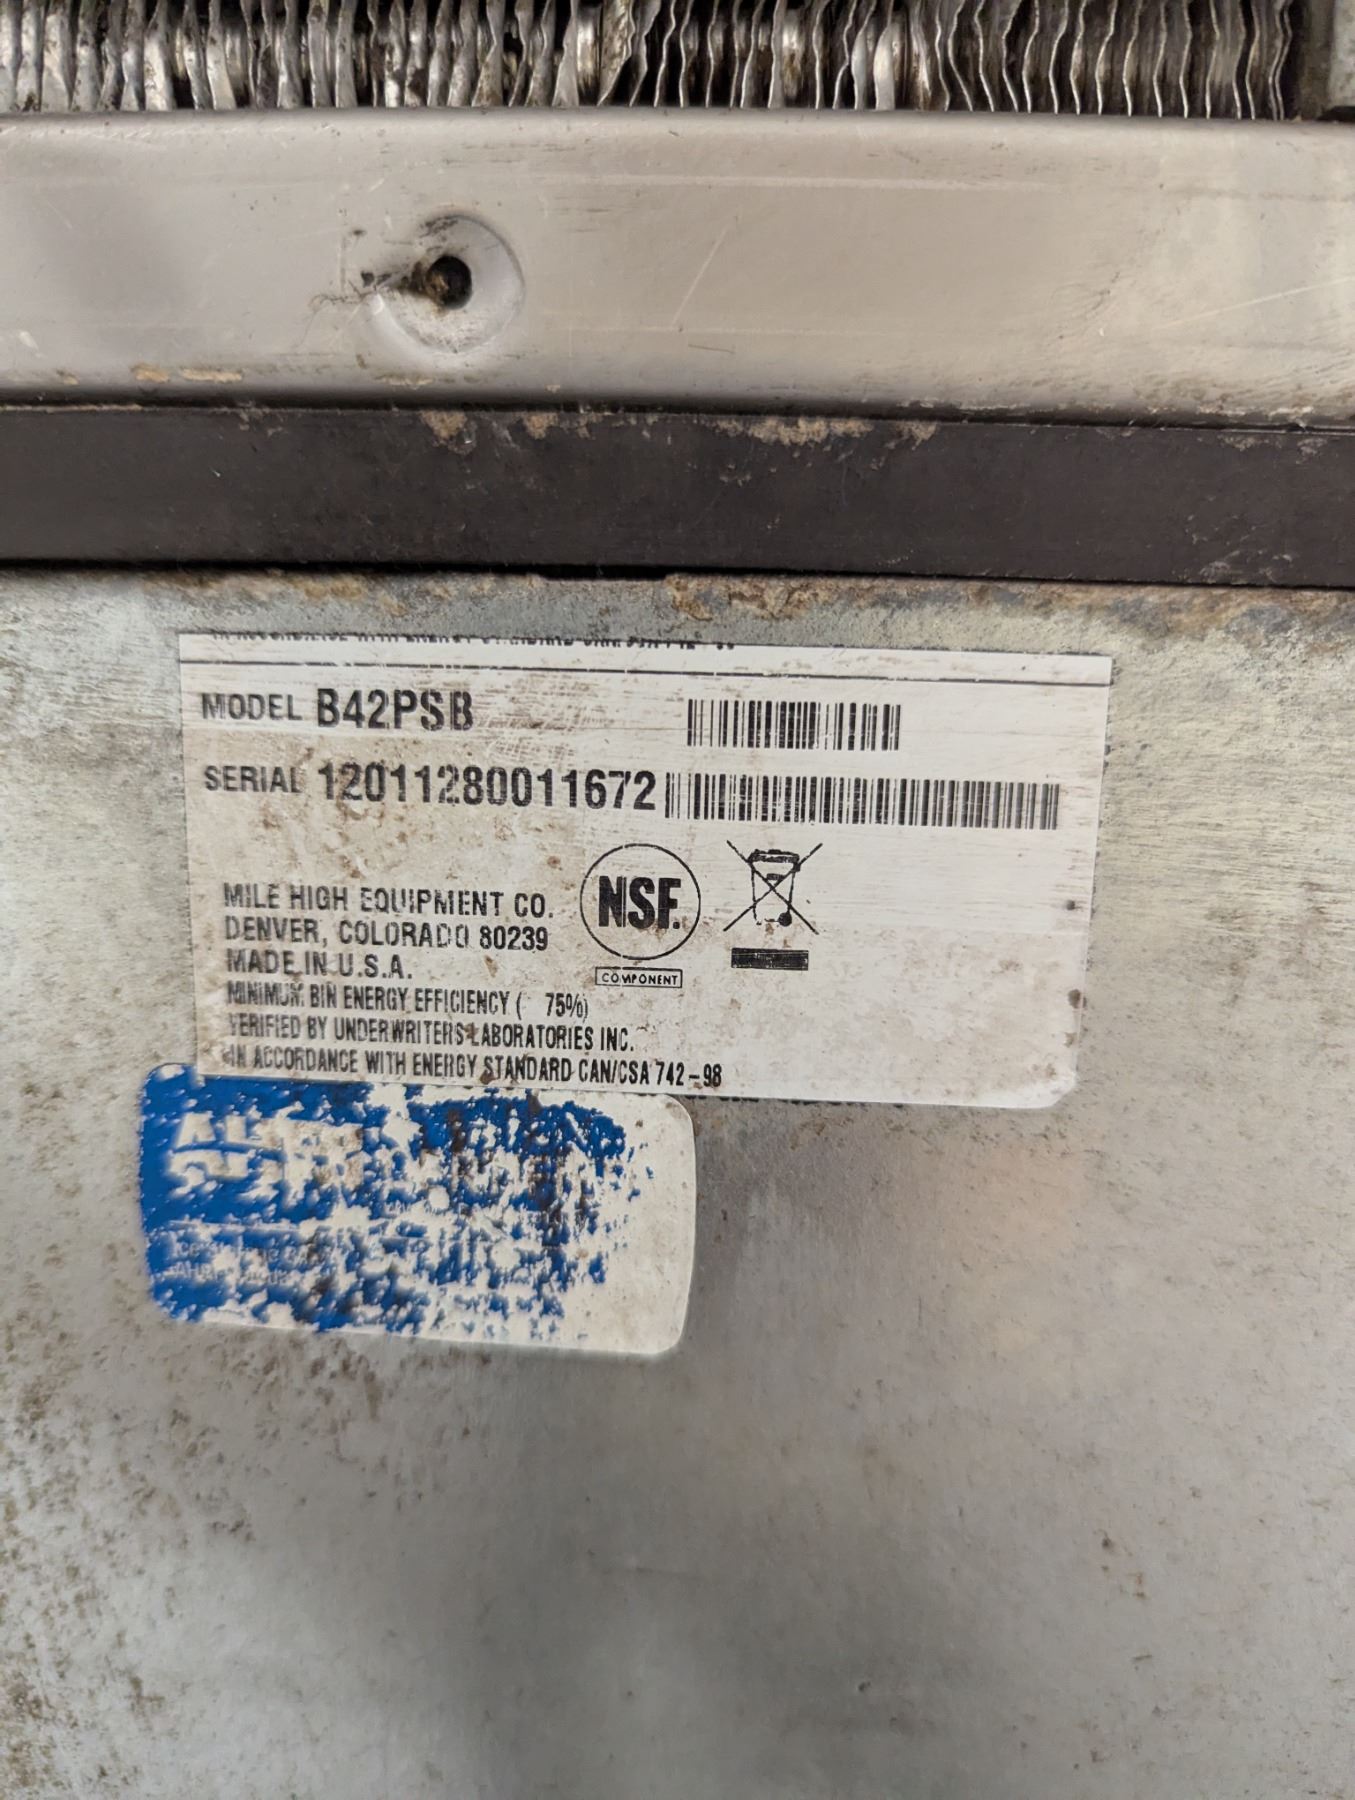 MODEL B42PSB
SERIAL 12011280011672
MILE HIGH EQUIPMENT CO.
DENVER, COLORADO 80239
MADE IN U.S.A.
NSF.
COMPONENT
MINIMUM BIN ENERGY EFFICIENCY ( 75%)
VERIFIED BY UNDERWRITERS LABORATORIES INC.
IN ACCORDANCE WITH ENERGY STANDARD CAN/CSA 742-98